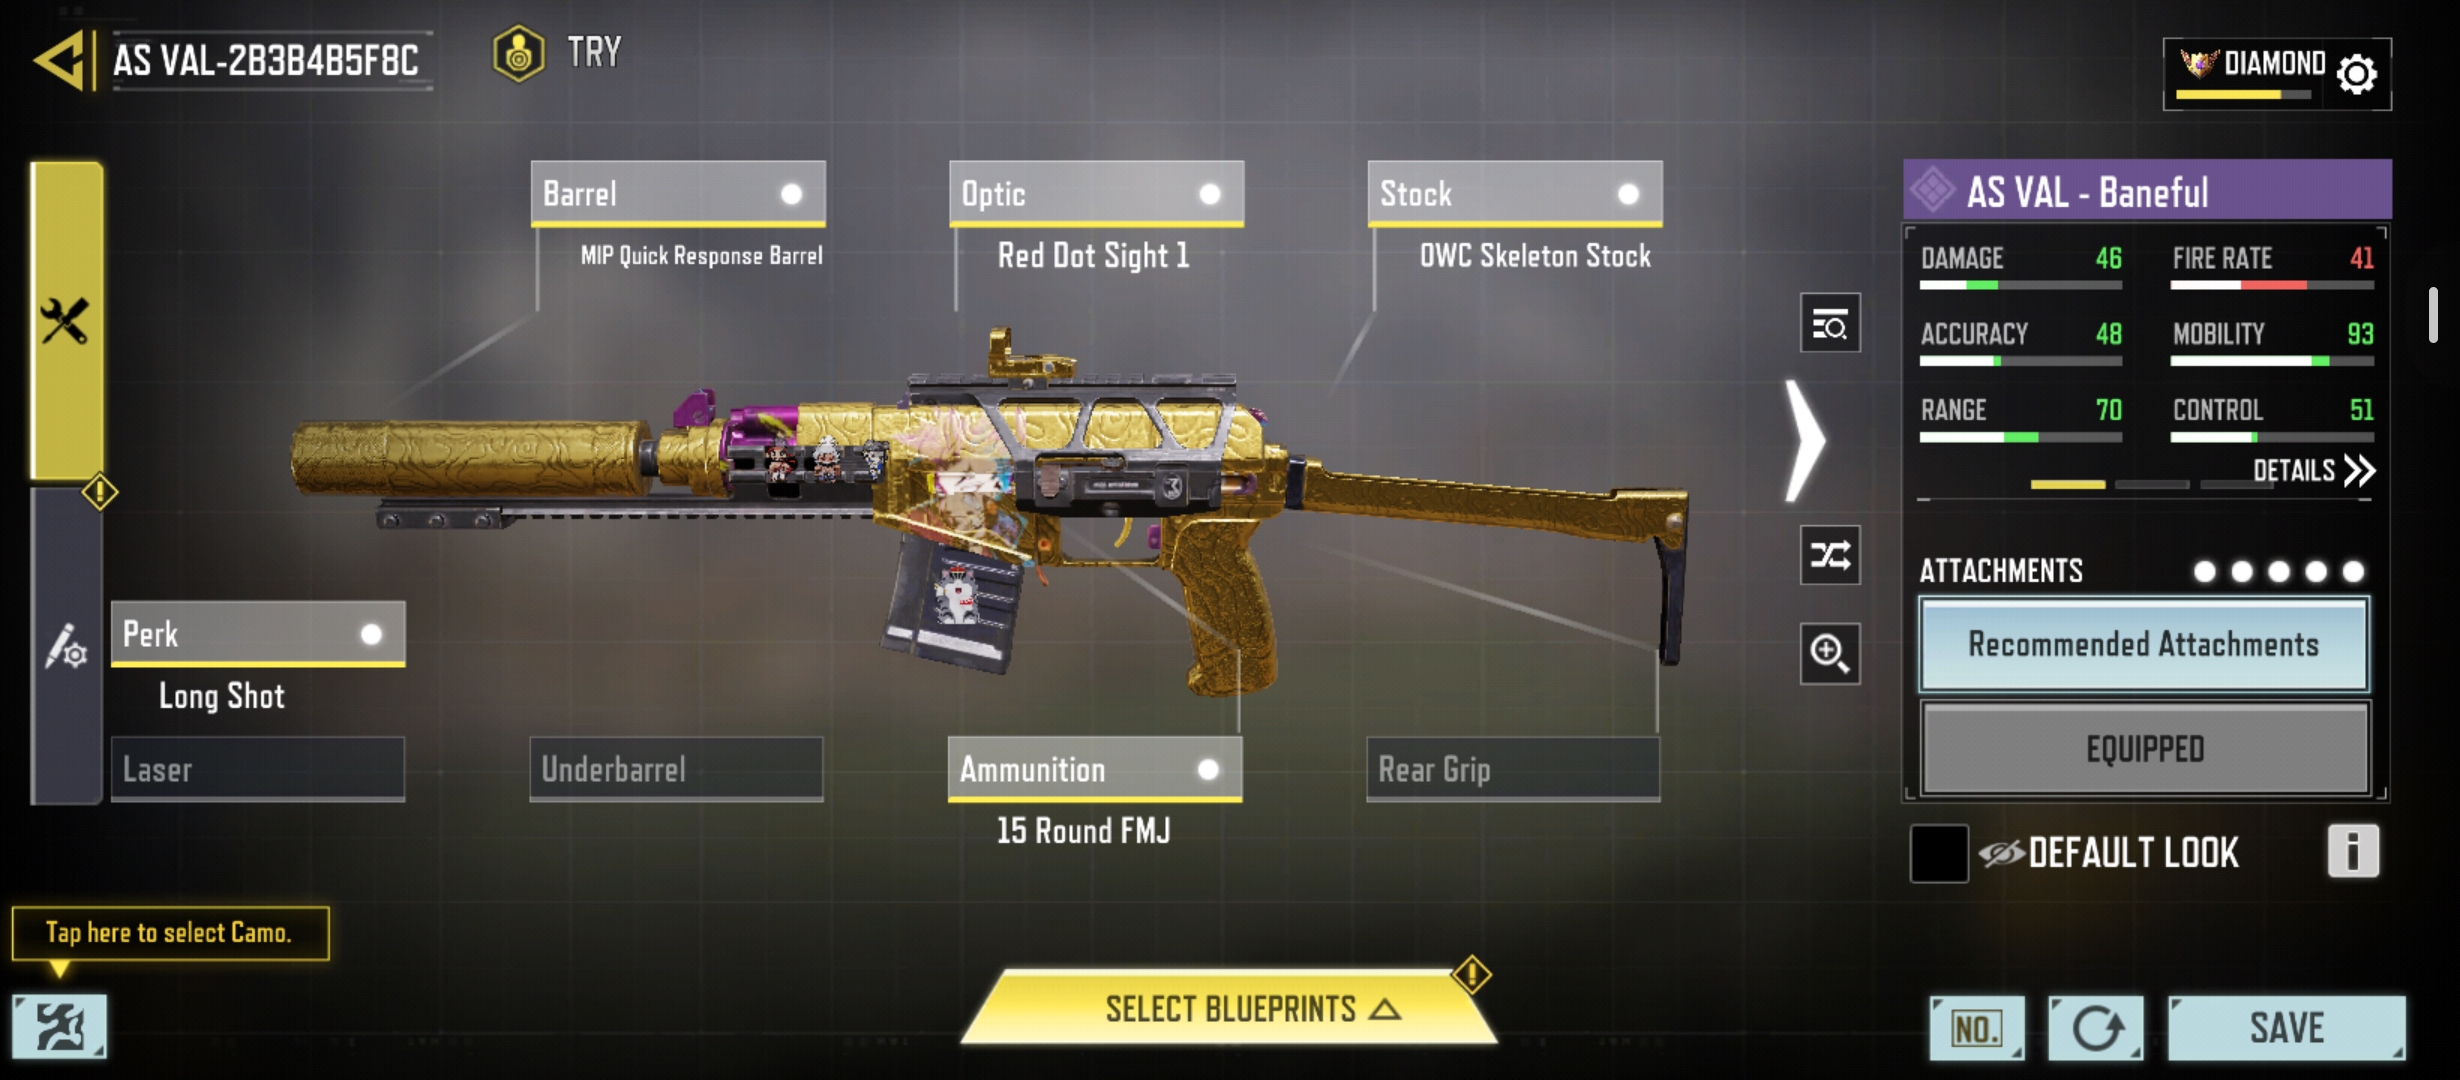 AS VAL-2B3B4B5F8C
TRY
DIAMOND
Barrel
MIP Quick Response Barrel
Optic
Red Dot Sight 1
Stock
OWC Skeleton Stock
AS VAL - Baneful
DAMAGE 46
FIRE RATE 41
ACCURACY 48
MOBILITY 93
RANGE 70
CONTROL 51
DETAILS
ATTACHMENTS
Recommended Attachments
EQUIPPED
Perk
Long Shot
Laser
Underbarrel
Ammunition
15 Round FMJ
Rear Grip
DEFAULT LOOK
Tap here to select Camo.
SELECT BLUEPRINTS
NO.
SAVE